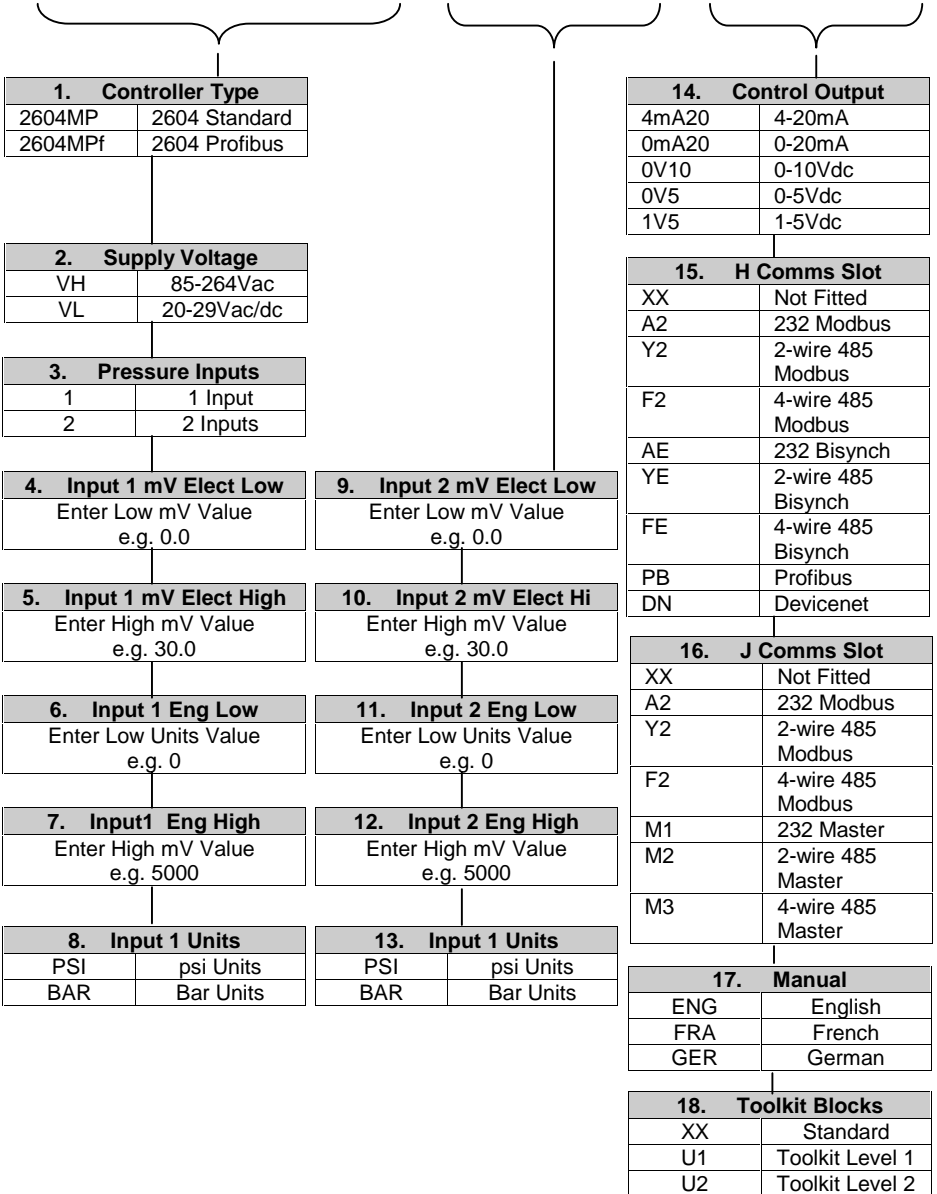 1. Controller Type
2604MP 2604 Standard
2604MPf 2604 Profibus
2. Supply Voltage
VH 85-264Vac
VL 20-29Vac/dc
3. Pressure Inputs
1 1 Input
2 2 Inputs
4. Input 1 mV Elect Low
Enter Low mV Value
e.g. 0.0
5. Input 1 mV Elect High
Enter High mV Value
e.g. 30.0
6. Input 1 Eng Low
Enter Low Units Value
e.g. 0
7. Input1 Eng High
Enter High mV Value
e.g. 5000
8. Input 1 Units
PSI psi Units
BAR Bar Units
9. Input 2 mV Elect Low
Enter Low mV Value
e.g. 0.0
10. Input 2 mV Elect Hi
Enter High mV Value
e.g. 30.0
11. Input 2 Eng Low
Enter Low Units Value
e.g. 0
12. Input 2 Eng High
Enter High mV Value
e.g. 5000
13. Input 1 Units
PSI psi Units
BAR Bar Units
14. Control Output
4mA20 4-20mA
0mA20 0-20mA
0V10 0-10Vdc
0V5 0-5Vdc
1V5 1-5Vdc
15. H Comms Slot
XX Not Fitted
A2 232 Modbus
Y2 2-wire 485
Modbus
F2 4-wire 485
Modbus
AE 232 Bisynch
YE 2-wire 485
Bisynch
FE 4-wire 485
Bisynch
PB Profibus
DN Devicenet
16. J Comms Slot
XX Not Fitted
A2 232 Modbus
Y2 2-wire 485
Modbus
F2 4-wire 485
Modbus
M1 232 Master
M2 2-wire 485
Master
M3 4-wire 485
Master
17. Manual
ENG English
FRA French
GER German
18. Toolkit Blocks
XX Standard
U1 Toolkit Level 1
U2 Toolkit Level 2